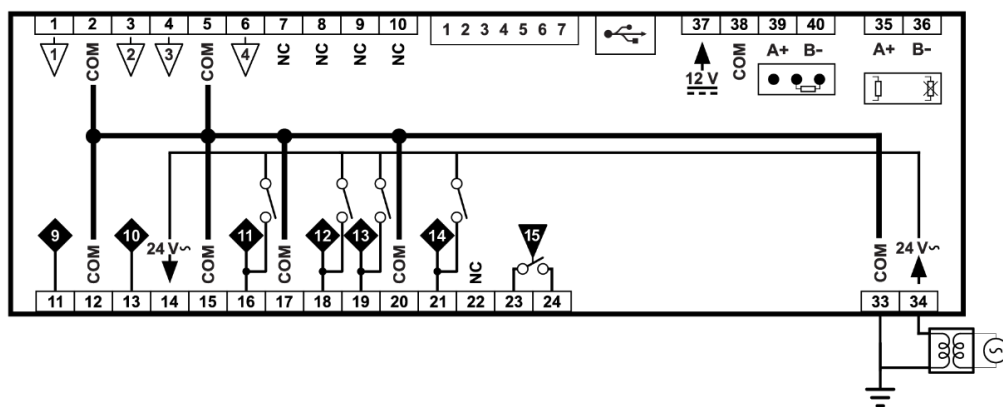 1 2 3 4 5 6 7 8 9 10 1 2 3 4 5 6 7 37 38 39 40 35 36
1 COM 2 3 COM 4 NC NC NC NC 12 V COM A+ B- A+ B-
9 COM 10 24 V~ COM 11 COM 12 13 COM 14 NC 15 COM 24 V~
11 12 13 14 15 16 17 18 19 20 21 22 23 24 33 34